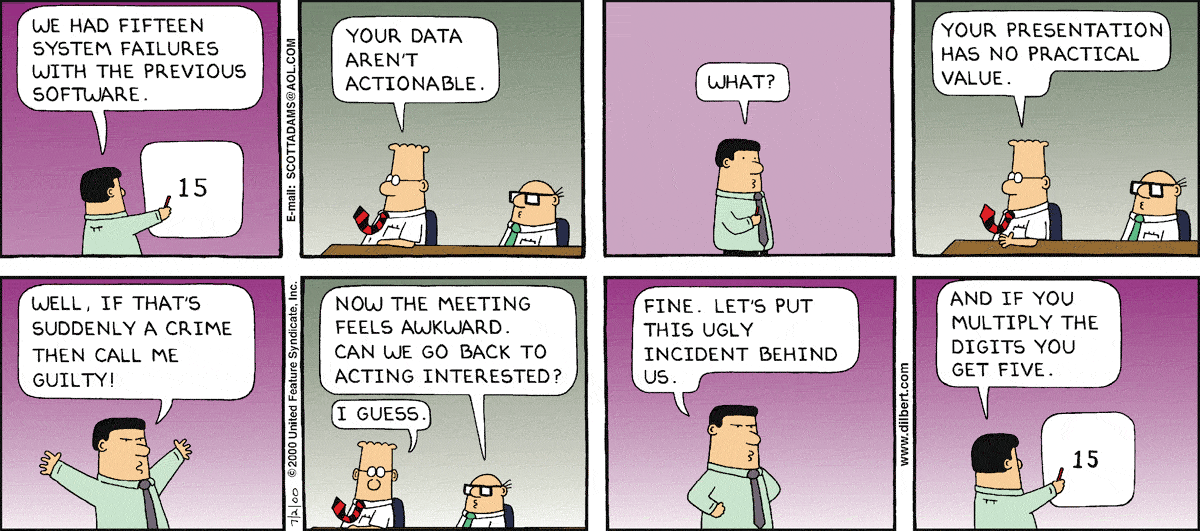 WE HAD FIFTEEN
SYSTEM FAILURES
WITH THE PREVIOUS
SOFTWARE.
15
E-mail: SCOTTADAMS@AOL.COM
YOUR DATA
AREN'T
ACTIONABLE.
WHAT?
YOUR PRESENTATION
HAS NO PRACTICAL
VALUE.
WELL, IF THAT'S
SUDDENLY A CRIME
THEN CALL ME
GUILTY!
7/2/00 © 2000 United Feature Syndicate, Inc.
NOW THE MEETING
FEELS AWKWARD.
CAN WE GO BACK TO
ACTING INTERESTED?
I GUESS.
FINE. LET'S PUT
THIS UGLY
INCIDENT BEHIND
US.
www.dilbert.com
AND IF YOU
MULTIPLY THE
DIGITS YOU
GET FIVE.
15